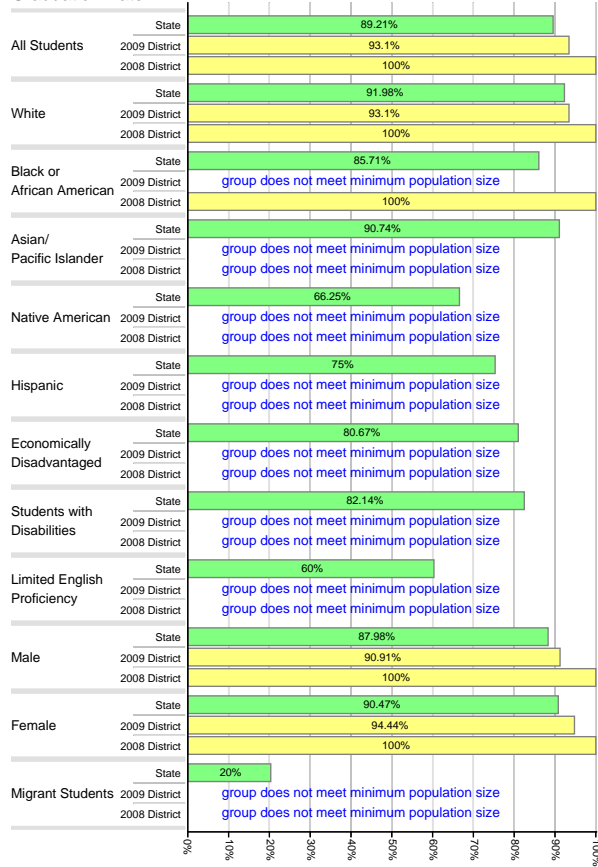 State 89.21%
All Students 2009 District 93.1%
2008 District 100%
State 91.98%
White 2009 District 93.1%
2008 District 100%
State 85.71%
Black or
African American 2009 District group does not meet minimum population size
2008 District 100%
State 90.74%
Asian/
Pacific Islander 2009 District group does not meet minimum population size
2008 District group does not meet minimum population size
State 66.25%
Native American 2009 District group does not meet minimum population size
2008 District group does not meet minimum population size
State 75%
Hispanic 2009 District group does not meet minimum population size
2008 District group does not meet minimum population size
State 80.67%
Economically
Disadvantaged 2009 District group does not meet minimum population size
2008 District group does not meet minimum population size
State 82.14%
Students with
Disabilities 2009 District group does not meet minimum population size
2008 District group does not meet minimum population size
State 60%
Limited English
Proficiency 2009 District group does not meet minimum population size
2008 District group does not meet minimum population size
State 87.98%
Male 2009 District 90.91%
2008 District 100%
State 90.47%
Female 2009 District 94.44%
2008 District 100%
State 20%
Migrant Students 2009 District group does not meet minimum population size
2008 District group does not meet minimum population size
0% 10% 20% 30% 40% 50% 60% 70% 80% 90% 100%